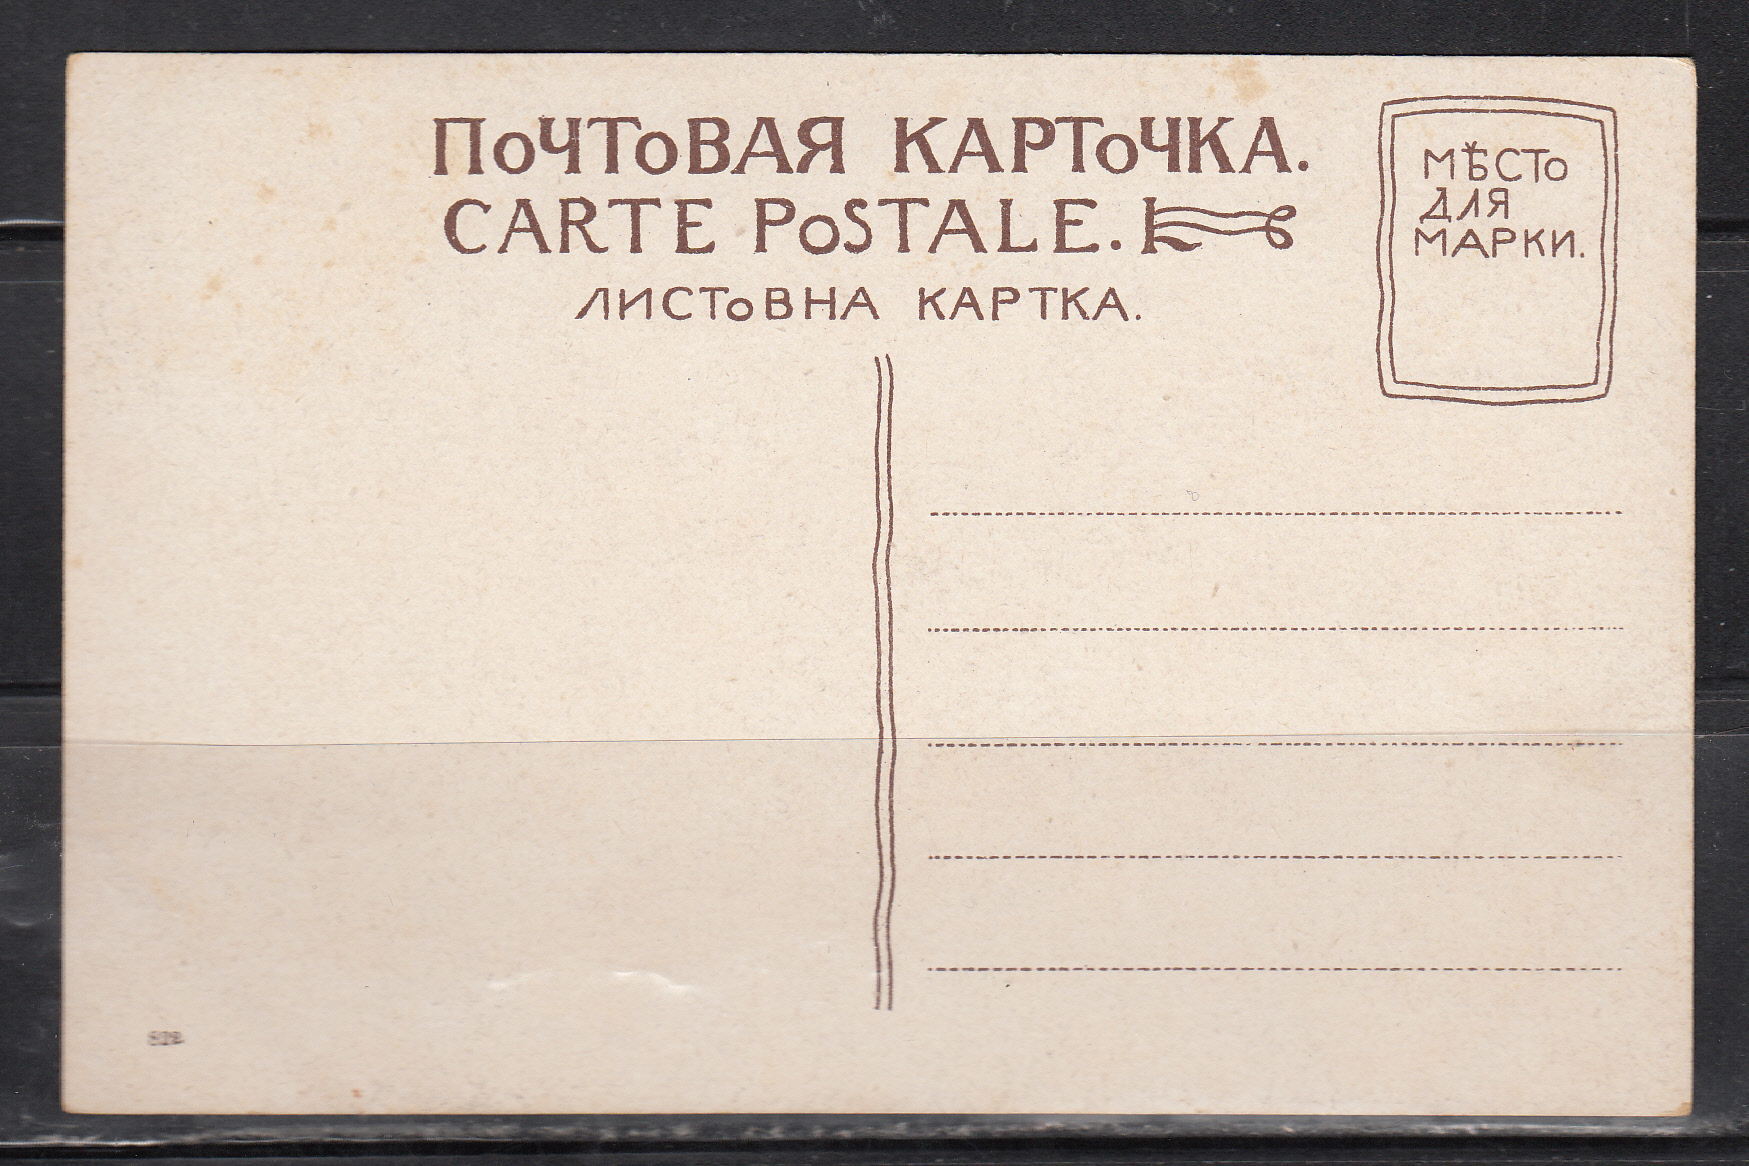 ПОЧТОВАЯ КАРТОЧКА.
CARTE POSTALE.
ЛИСТОВНА КАРТКА.
МѢСТО
ДЛЯ
МАРКИ.